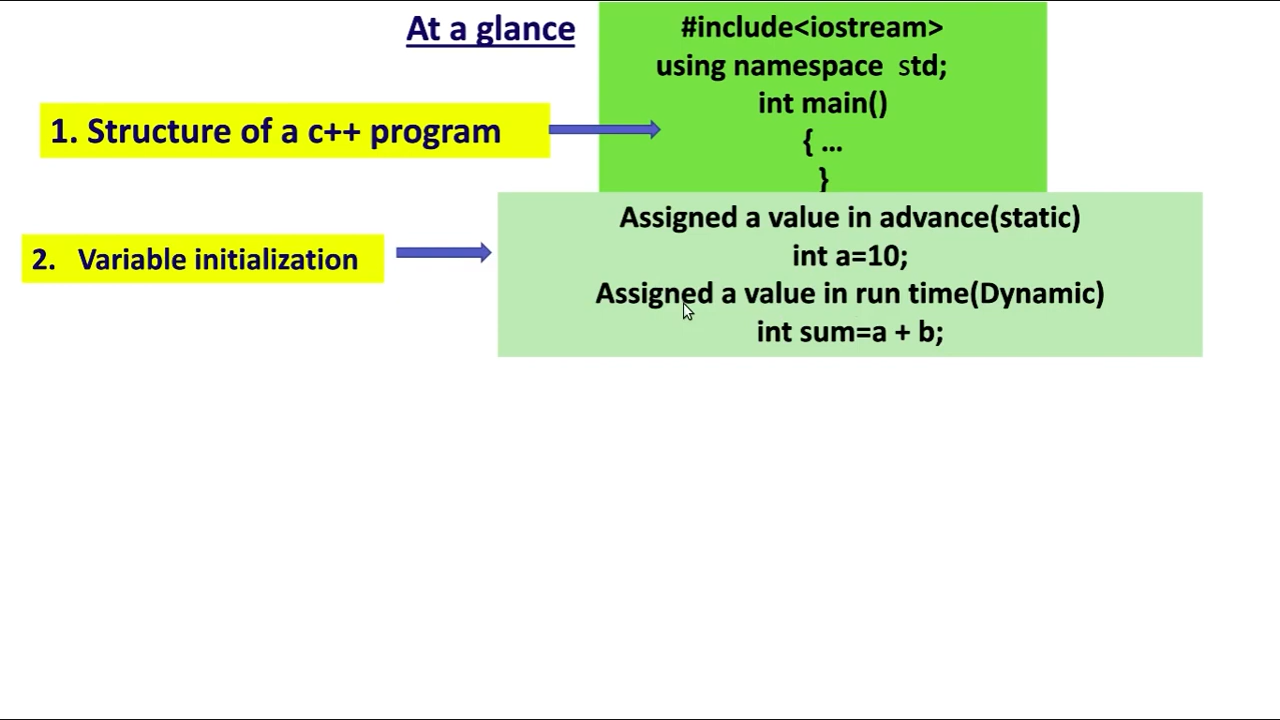 At a glance
#include<iostream>
using namespace std;
int main()
{ ...
}
1. Structure of a c++ program
2. Variable initialization
Assigned a value in advance(static)
int a=10;
Assigned a value in run time(Dynamic)
int sum=a + b;